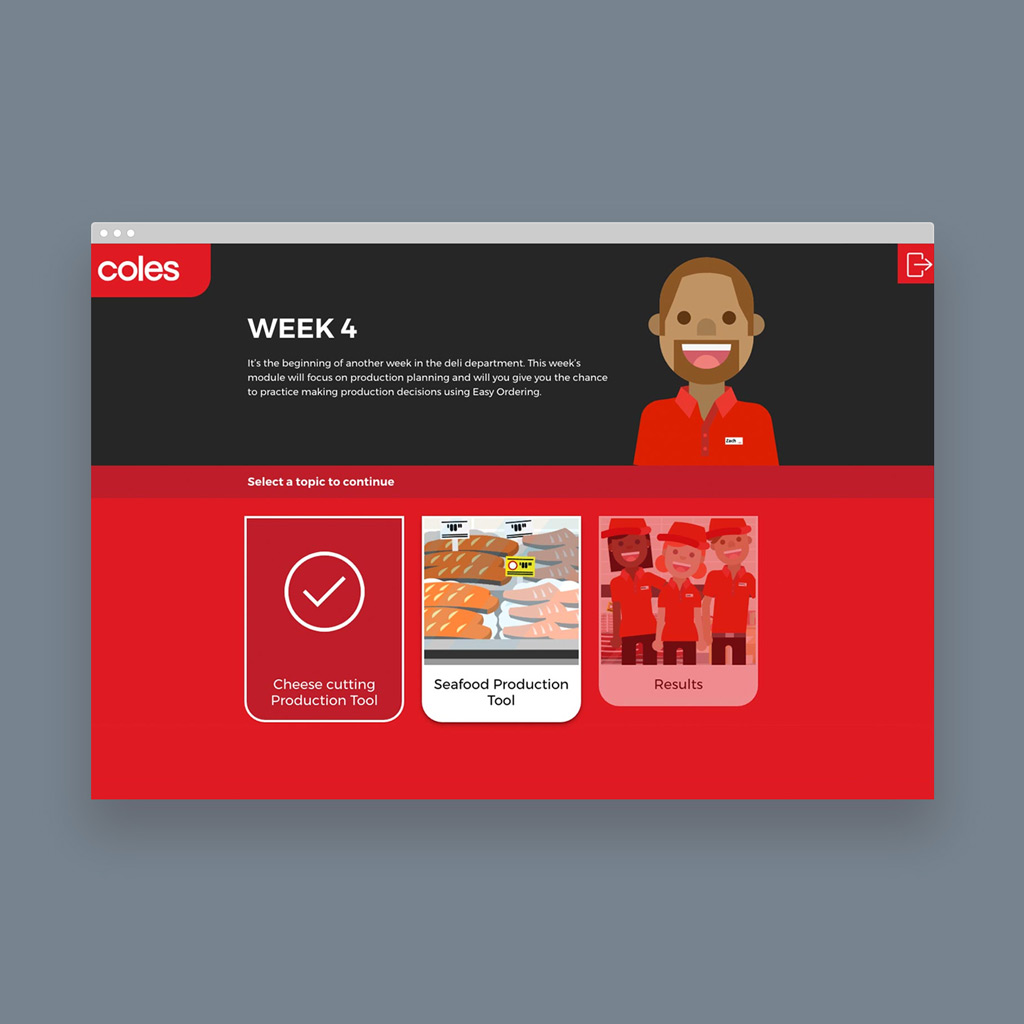 coles
WEEK 4
It's the beginning of another week in the deli department. This week's
module will focus on production planning and will you give you the chance
to practice making production decisions using Easy Ordering.
Zach
Select a topic to continue
Cheese cutting
Production Tool
Seafood Production
Tool
Results